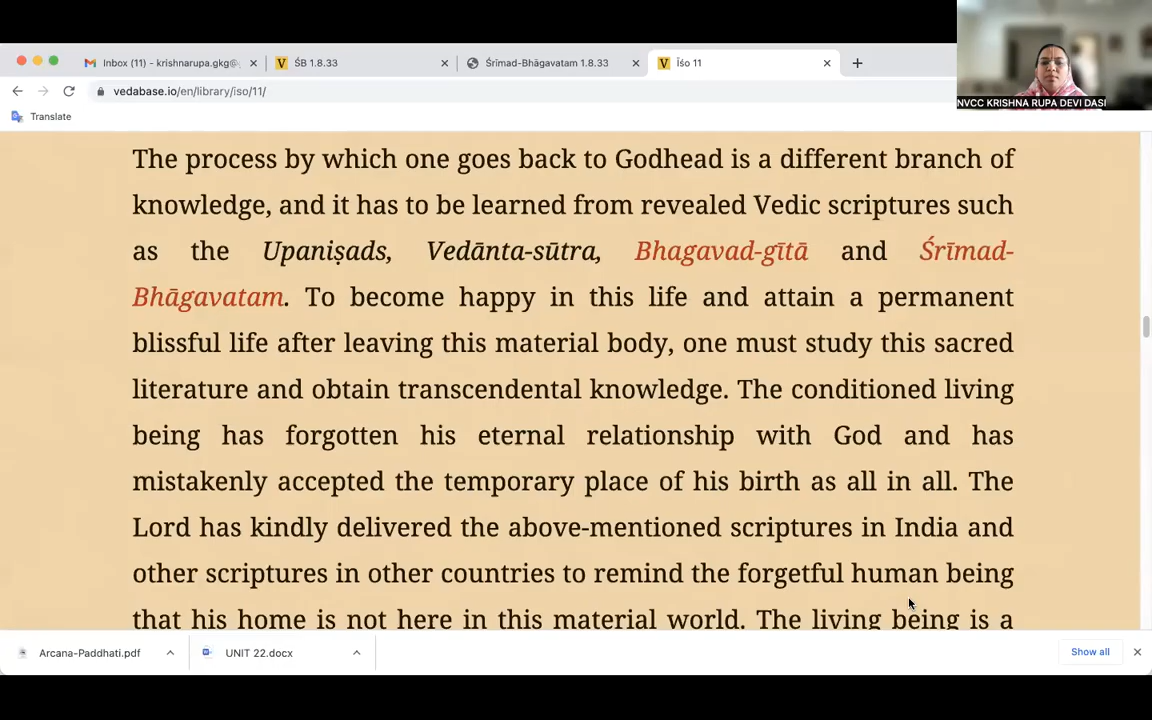 Inbox (11) - krishnarupa.gkg@
ŚB 1.8.33
Śrīmad-Bhāgavatam 1.8.33
Īśo 11
vedabase.io/en/library/iso/11/
Translate
NVCC KRISHNA RUPA DEVI DASI
The process by which one goes back to Godhead is a different branch of
knowledge, and it has to be learned from revealed Vedic scriptures such
as the Upaniṣads, Vedānta-sūtra, Bhagavad-gītā and Śrīmad-
Bhāgavatam. To become happy in this life and attain a permanent
blissful life after leaving this material body, one must study this sacred
literature and obtain transcendental knowledge. The conditioned living
being has forgotten his eternal relationship with God and has
mistakenly accepted the temporary place of his birth as all in all. The
Lord has kindly delivered the above-mentioned scriptures in India and
other scriptures in other countries to remind the forgetful human being
that his home is not here in this material world. The living being is a
Arcana-Paddhati.pdf
UNIT 22.docx
Show all